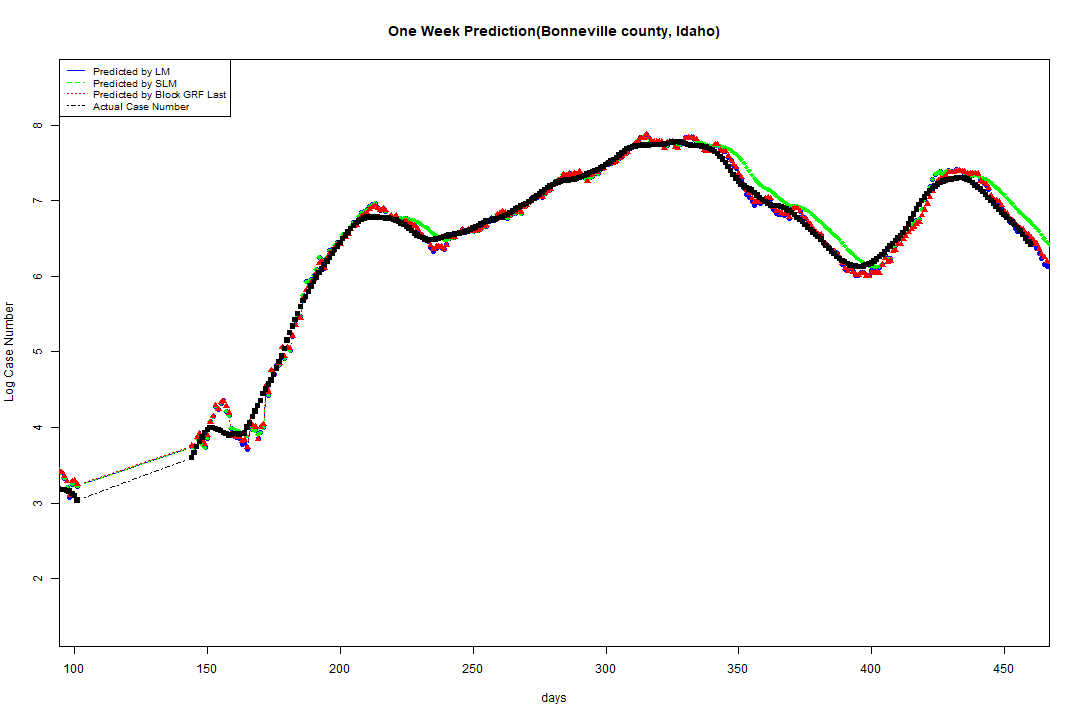 One Week Prediction(Bonneville county, Idaho)
Predicted by LM
Predicted by SLM
Predicted by Block GRF Last
Actual Case Number
8
7
6
5
4
3
2
Log Case Number
100 150 200 250 300 350 400 450
days